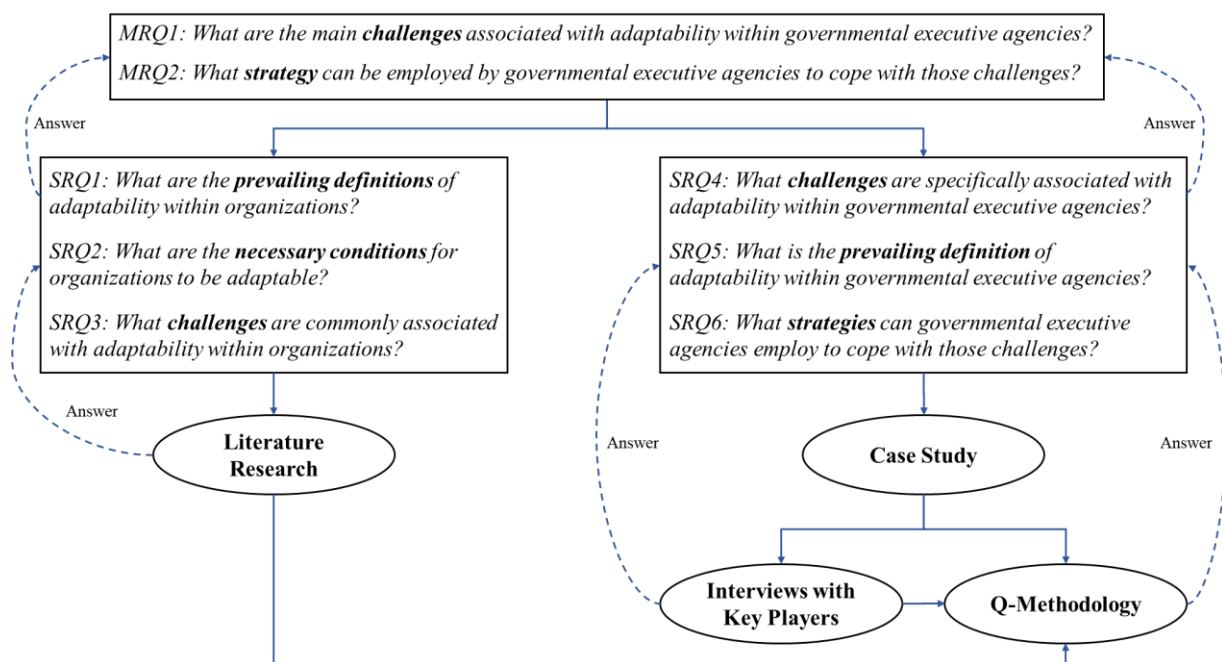 MRQ1: What are the main challenges associated with adaptability within governmental executive agencies?
MRQ2: What strategy can be employed by governmental executive agencies to cope with those challenges?
Answer
Answer
SRQ1: What are the prevailing definitions of
adaptability within organizations?
SRQ2: What are the necessary conditions for
organizations to be adaptable?
SRQ3: What challenges are commonly associated
with adaptability within organizations?
SRQ4: What challenges are specifically associated with
adaptability within governmental executive agencies?
SRQ5: What is the prevailing definition of
adaptability within governmental executive agencies?
SRQ6: What strategies can governmental executive
agencies employ to cope with those challenges?
Answer
Literature
Research
Answer
Case Study
Answer
Interviews with
Key Players
Q-Methodology